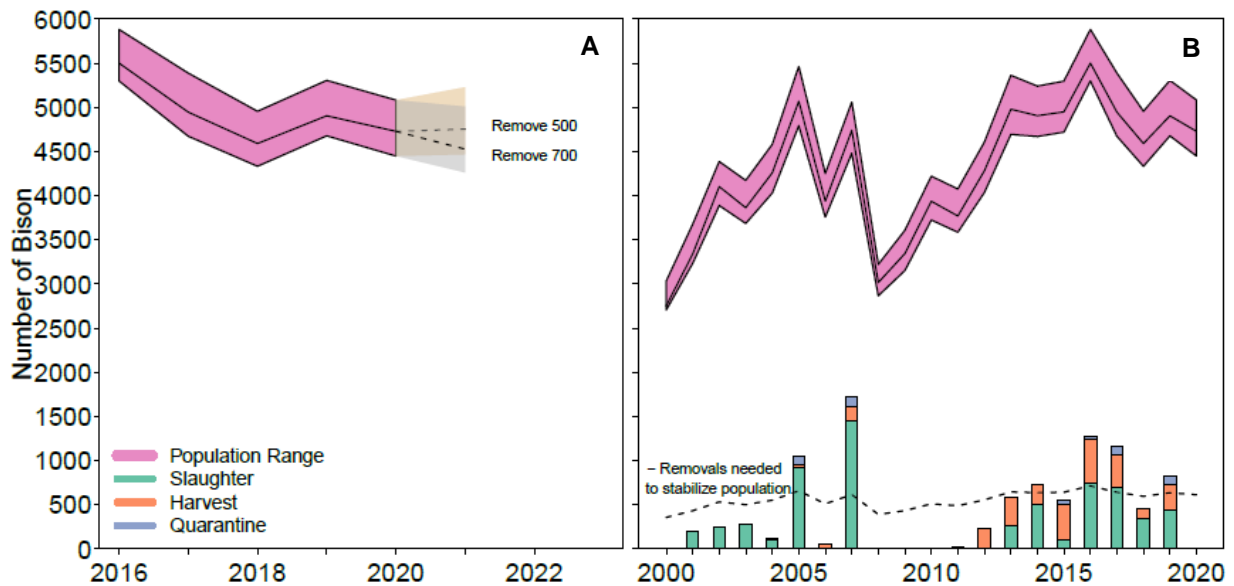 Number of Bison
6000
5500
5000
4500
4000
3500
3000
2500
2000
1500
1000
500
0
A
Remove 500
Remove 700
Population Range
Slaughter
Harvest
Quarantine
2016 2018 2020 2022
B
– Removals needed
to stabilize population
2000 2005 2010 2015 2020